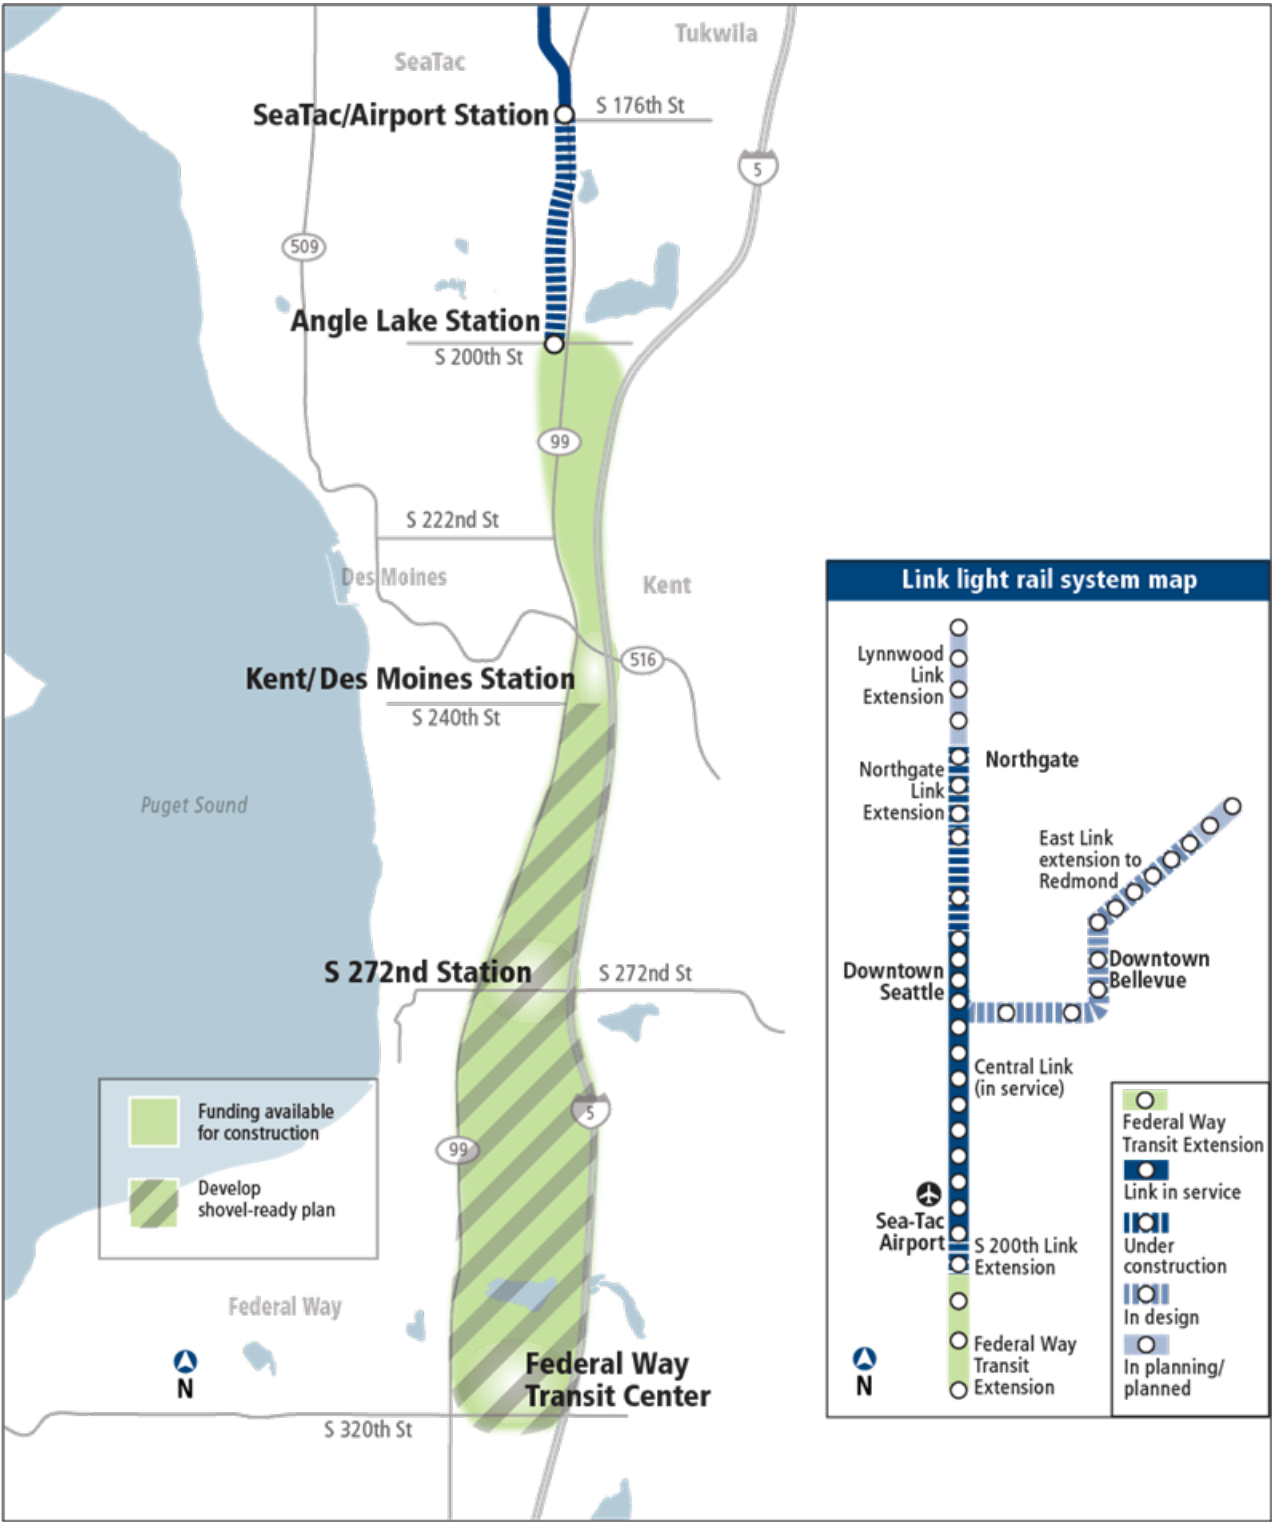 Tukwila
SeaTac
SeaTac/Airport Station
S 176th St
5
509
Angle Lake Station
S 200th St
99
S 222nd St
Des Moines
Kent
516
Kent/Des Moines Station
S 240th St
Puget Sound
S 272nd Station
S 272nd St
5
99
Funding available
for construction
Develop
shovel-ready plan
Federal Way
N
Federal Way
Transit Center
S 320th St
Link light rail system map
Lynnwood
Link
Extension
Northgate
Northgate
Link
Extension
East Link
extension to
Redmond
Downtown
Seattle
Downtown
Bellevue
Central Link
(in service)
Sea-Tac
Airport
S 200th Link
Extension
Federal Way
Transit
Extension
N
Federal Way
Transit Extension
Link in service
Under
construction
In design
In planning/
planned